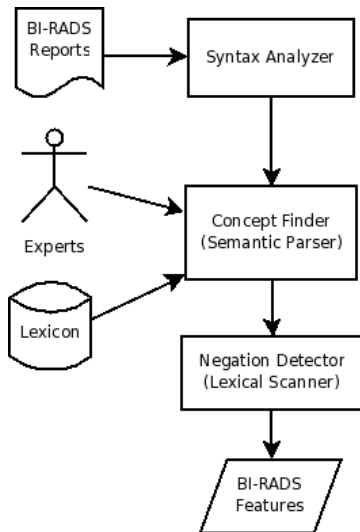 BI-RADS
Reports
Syntax Analyzer
Experts
Concept Finder
(Semantic Parser)
Lexicon
Negation Detector
(Lexical Scanner)
BI-RADS
Features